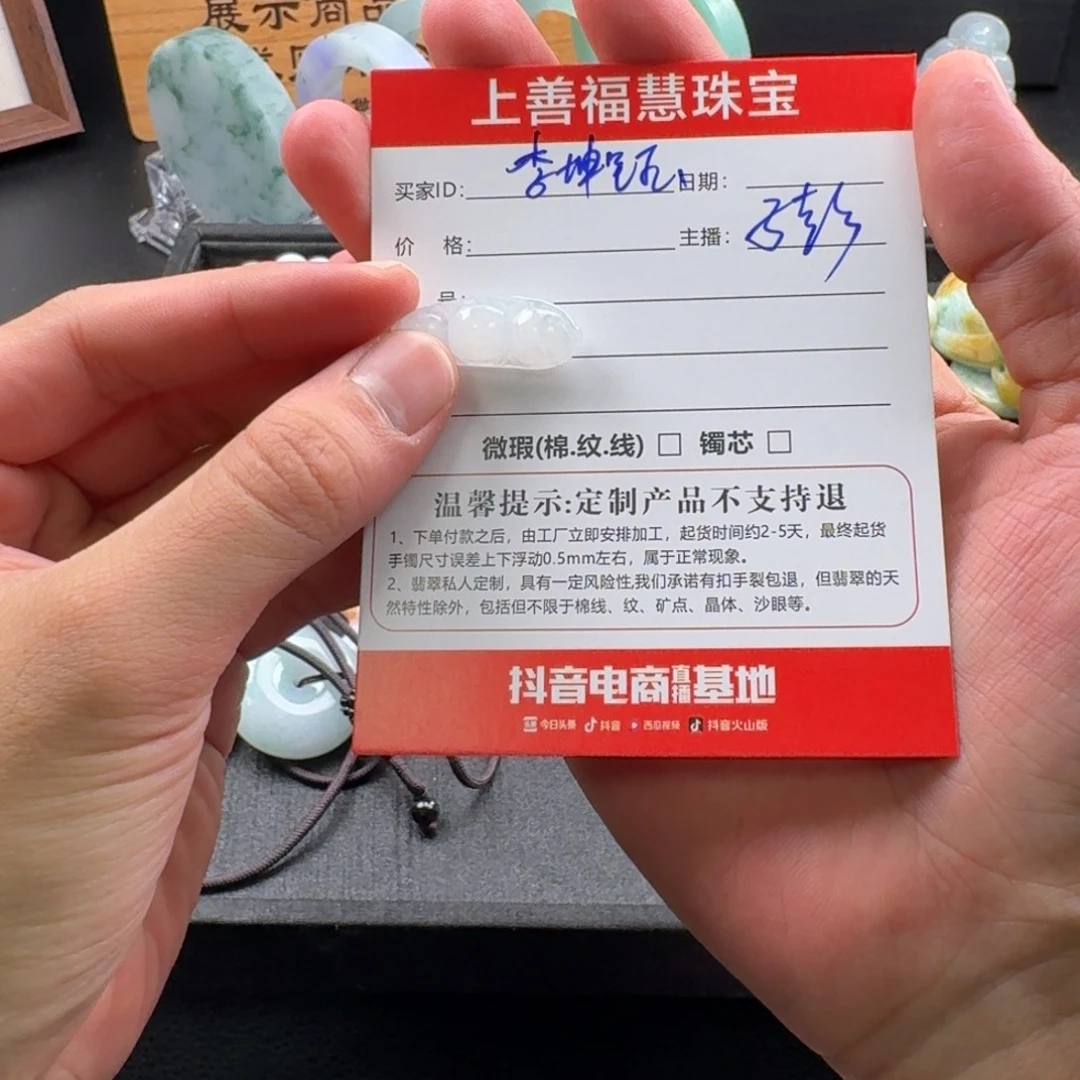 展示商品
上善福慧珠宝
买家ID: 李坤 日期:
价 格: 主播:
号:
微瑕(棉.纹.线) □ 镯芯 □
温馨提示:定制产品不支持退
1、下单付款之后，由工厂立即安排加工，起货时间约2-5天，最终起货
手镯尺寸误差上下浮动0.5mm左右，属于正常现象。
2、翡翠私人定制，具有一定风险性,我们承诺有扣手裂包退，但翡翠的天
然特性除外，包括但不限于棉线、纹、矿点、晶体、沙眼等。
抖音电商直播基地
今日头条 抖音 西瓜视频 抖音火山版